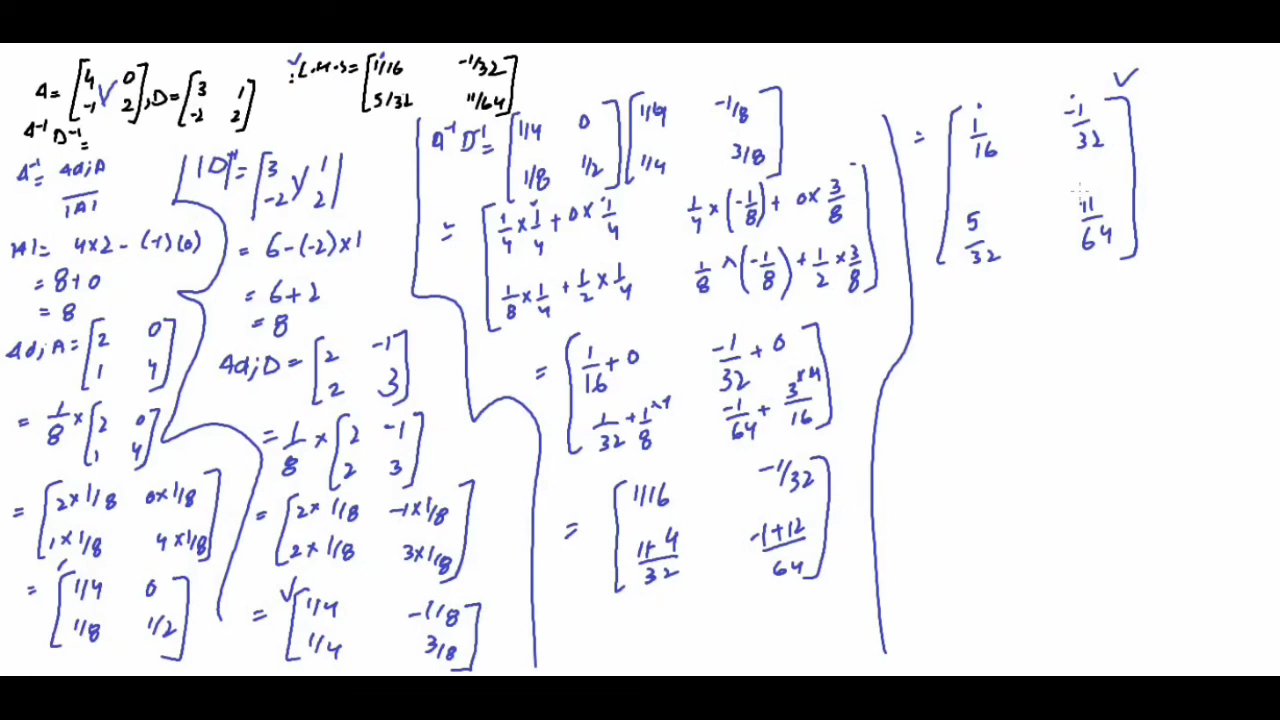 A = [4 0; -1 2], D = [3 1; -2 2]
A⁻¹ D⁻¹ =
∴ L.H.S = [1/16 -1/32; 5/32 11/64]
A⁻¹ = AdjA / |A|
|A| = 4×2 - (-1)(0)
= 8+0
= 8
AdjA = [2 0; 1 4]
= 1/8 × [2 0; 1 4]
= [2×1/8 0×1/8; 1×1/8 4×1/8]
= [1/4 0; 1/8 1/2]
|D| = [3 1; -2 2]
= 6-(-2)×1
= 6+2
= 8
AdjD = [2 -1; 2 3]
= 1/8 × [2 -1; 2 3]
= [2×1/8 -1×1/8; 2×1/8 3×1/8]
= [1/4 -1/8; 1/4 3/8]
A⁻¹ D⁻¹ = [1/4 0; 1/8 1/2] [1/4 -1/8; 1/4 3/8]
= [1/4 × 1/4 + 0 × 1/4 1/4 × (-1/8) + 0 × 3/8; 1/8 × 1/4 + 1/2 × 1/4 1/8 × (-1/8) + 1/2 × 3/8]
= [1/16 + 0 -1/32 + 0; 1/32 + 1/8 ×4 -1/64 + 3/16 ×4]
= [1/16 -1/32; 1+4/32 -1+12/64]
= [1/16 -1/32; 5/32 11/64]